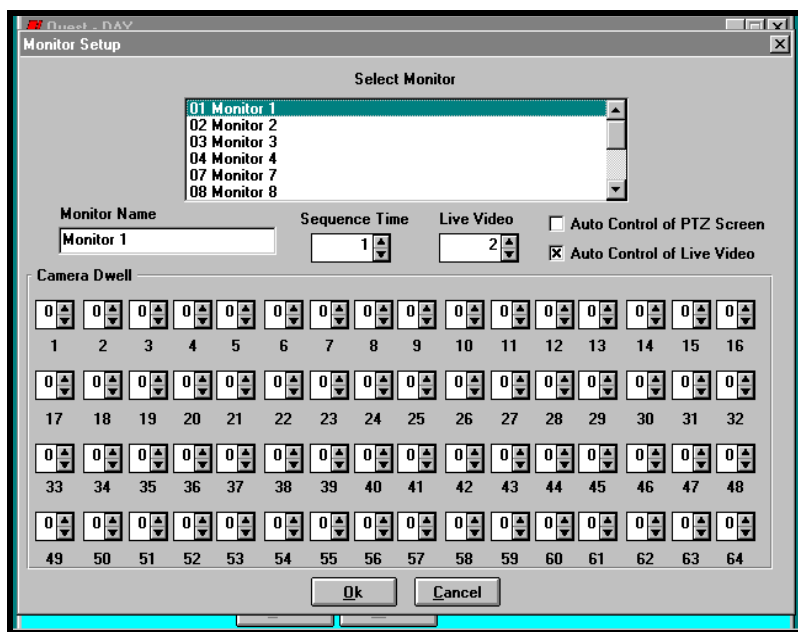 Quest - DAY
Monitor Setup
Select Monitor
01 Monitor 1
02 Monitor 2
03 Monitor 3
04 Monitor 4
07 Monitor 7
08 Monitor 8
Monitor Name Sequence Time Live Video Auto Control of PTZ Screen
Monitor 1 1 2 Auto Control of Live Video
Camera Dwell
0 0 0 0 0 0 0 0 0 0 0 0 0 0 0 0
1 2 3 4 5 6 7 8 9 10 11 12 13 14 15 16
0 0 0 0 0 0 0 0 0 0 0 0 0 0 0 0
17 18 19 20 21 22 23 24 25 26 27 28 29 30 31 32
0 0 0 0 0 0 0 0 0 0 0 0 0 0 0 0
33 34 35 36 37 38 39 40 41 42 43 44 45 46 47 48
0 0 0 0 0 0 0 0 0 0 0 0 0 0 0 0
49 50 51 52 53 54 55 56 57 58 59 60 61 62 63 64
Ok Cancel